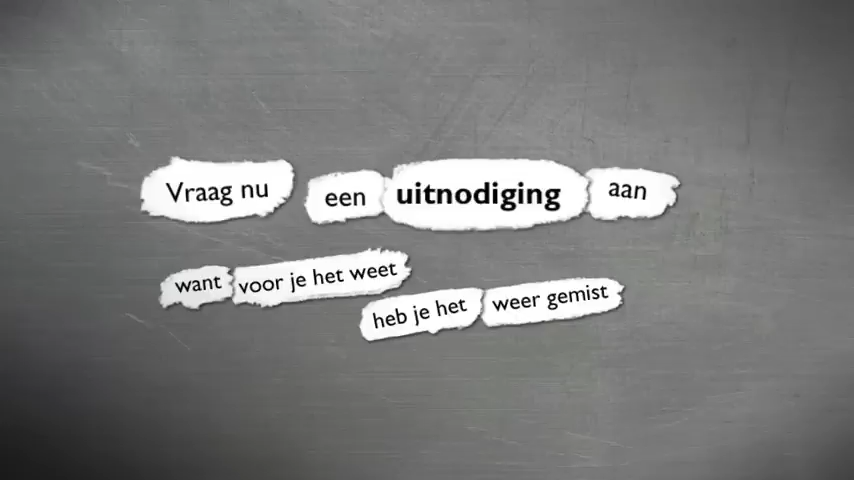 Vraag nu een uitnodiging aan
want voor je het weet
heb je het weer gemist